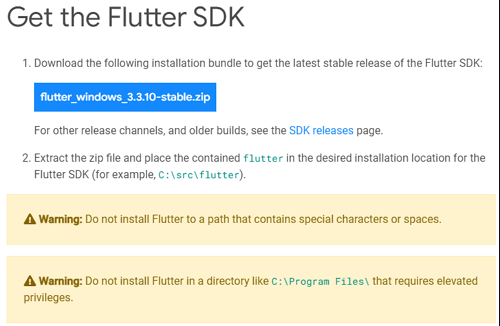 Get the Flutter SDK
1. Download the following installation bundle to get the latest stable release of the Flutter SDK:
flutter_windows_3.3.10-stable.zip
For other release channels, and older builds, see the SDK releases page.
2. Extract the zip file and place the contained flutter in the desired installation location for the
Flutter SDK (for example, C:\src\flutter).
Warning: Do not install Flutter to a path that contains special characters or spaces.
Warning: Do not install Flutter in a directory like C:\Program Files\ that requires elevated
privileges.